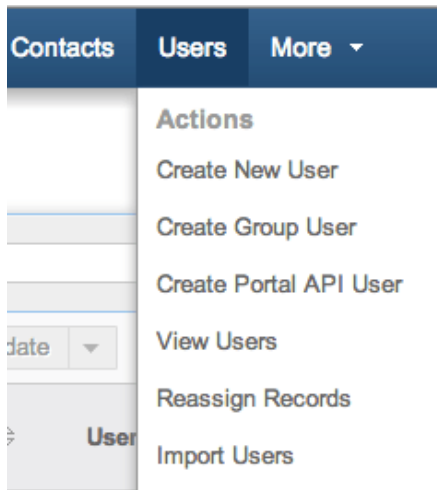 Contacts Users More
Actions
Create New User
Create Group User
Create Portal API User
date View Users
Reassign Records
User
Import Users